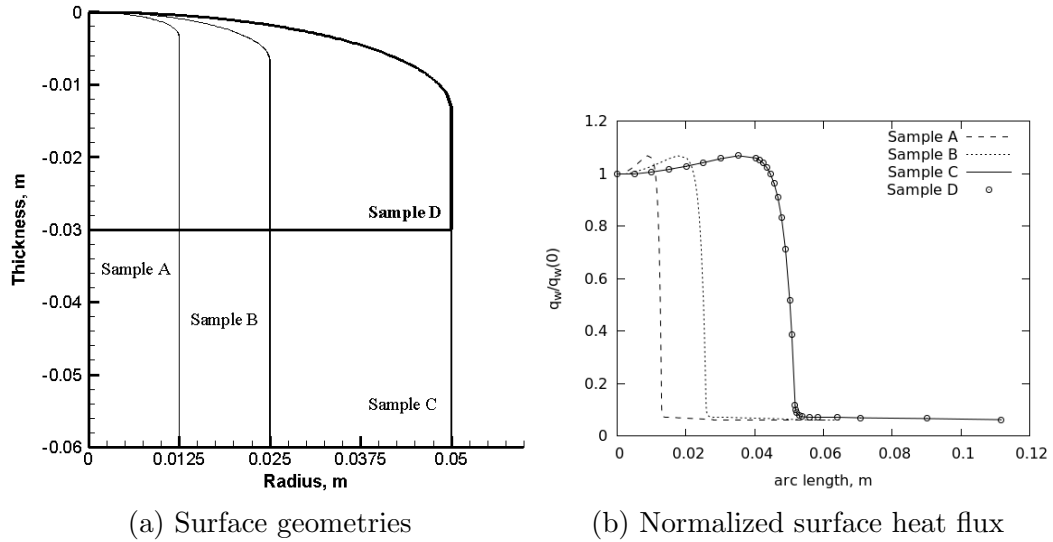 0
-0.01
-0.02
-0.03
-0.04
-0.05
-0.06
Thickness, m
Sample D
Sample A
Sample B
Sample C
0 0.0125 0.025 0.0375 0.05
Radius, m
(a) Surface geometries
1.2
1
0.8
0.6
0.4
0.2
0
q_w/q_w(0)
Sample A
Sample B
Sample C
Sample D
0 0.02 0.04 0.06 0.08 0.1 0.12
arc length, m
(b) Normalized surface heat flux